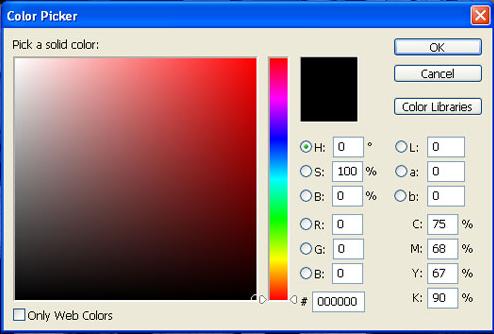 Color Picker
Pick a solid color:
OK
Cancel
Color Libraries
H: 0 °
S: 100 %
B: 0 %
R: 0
G: 0
B: 0
# 000000
L: 0
a: 0
b: 0
C: 75 %
M: 68 %
Y: 67 %
K: 90 %
Only Web Colors